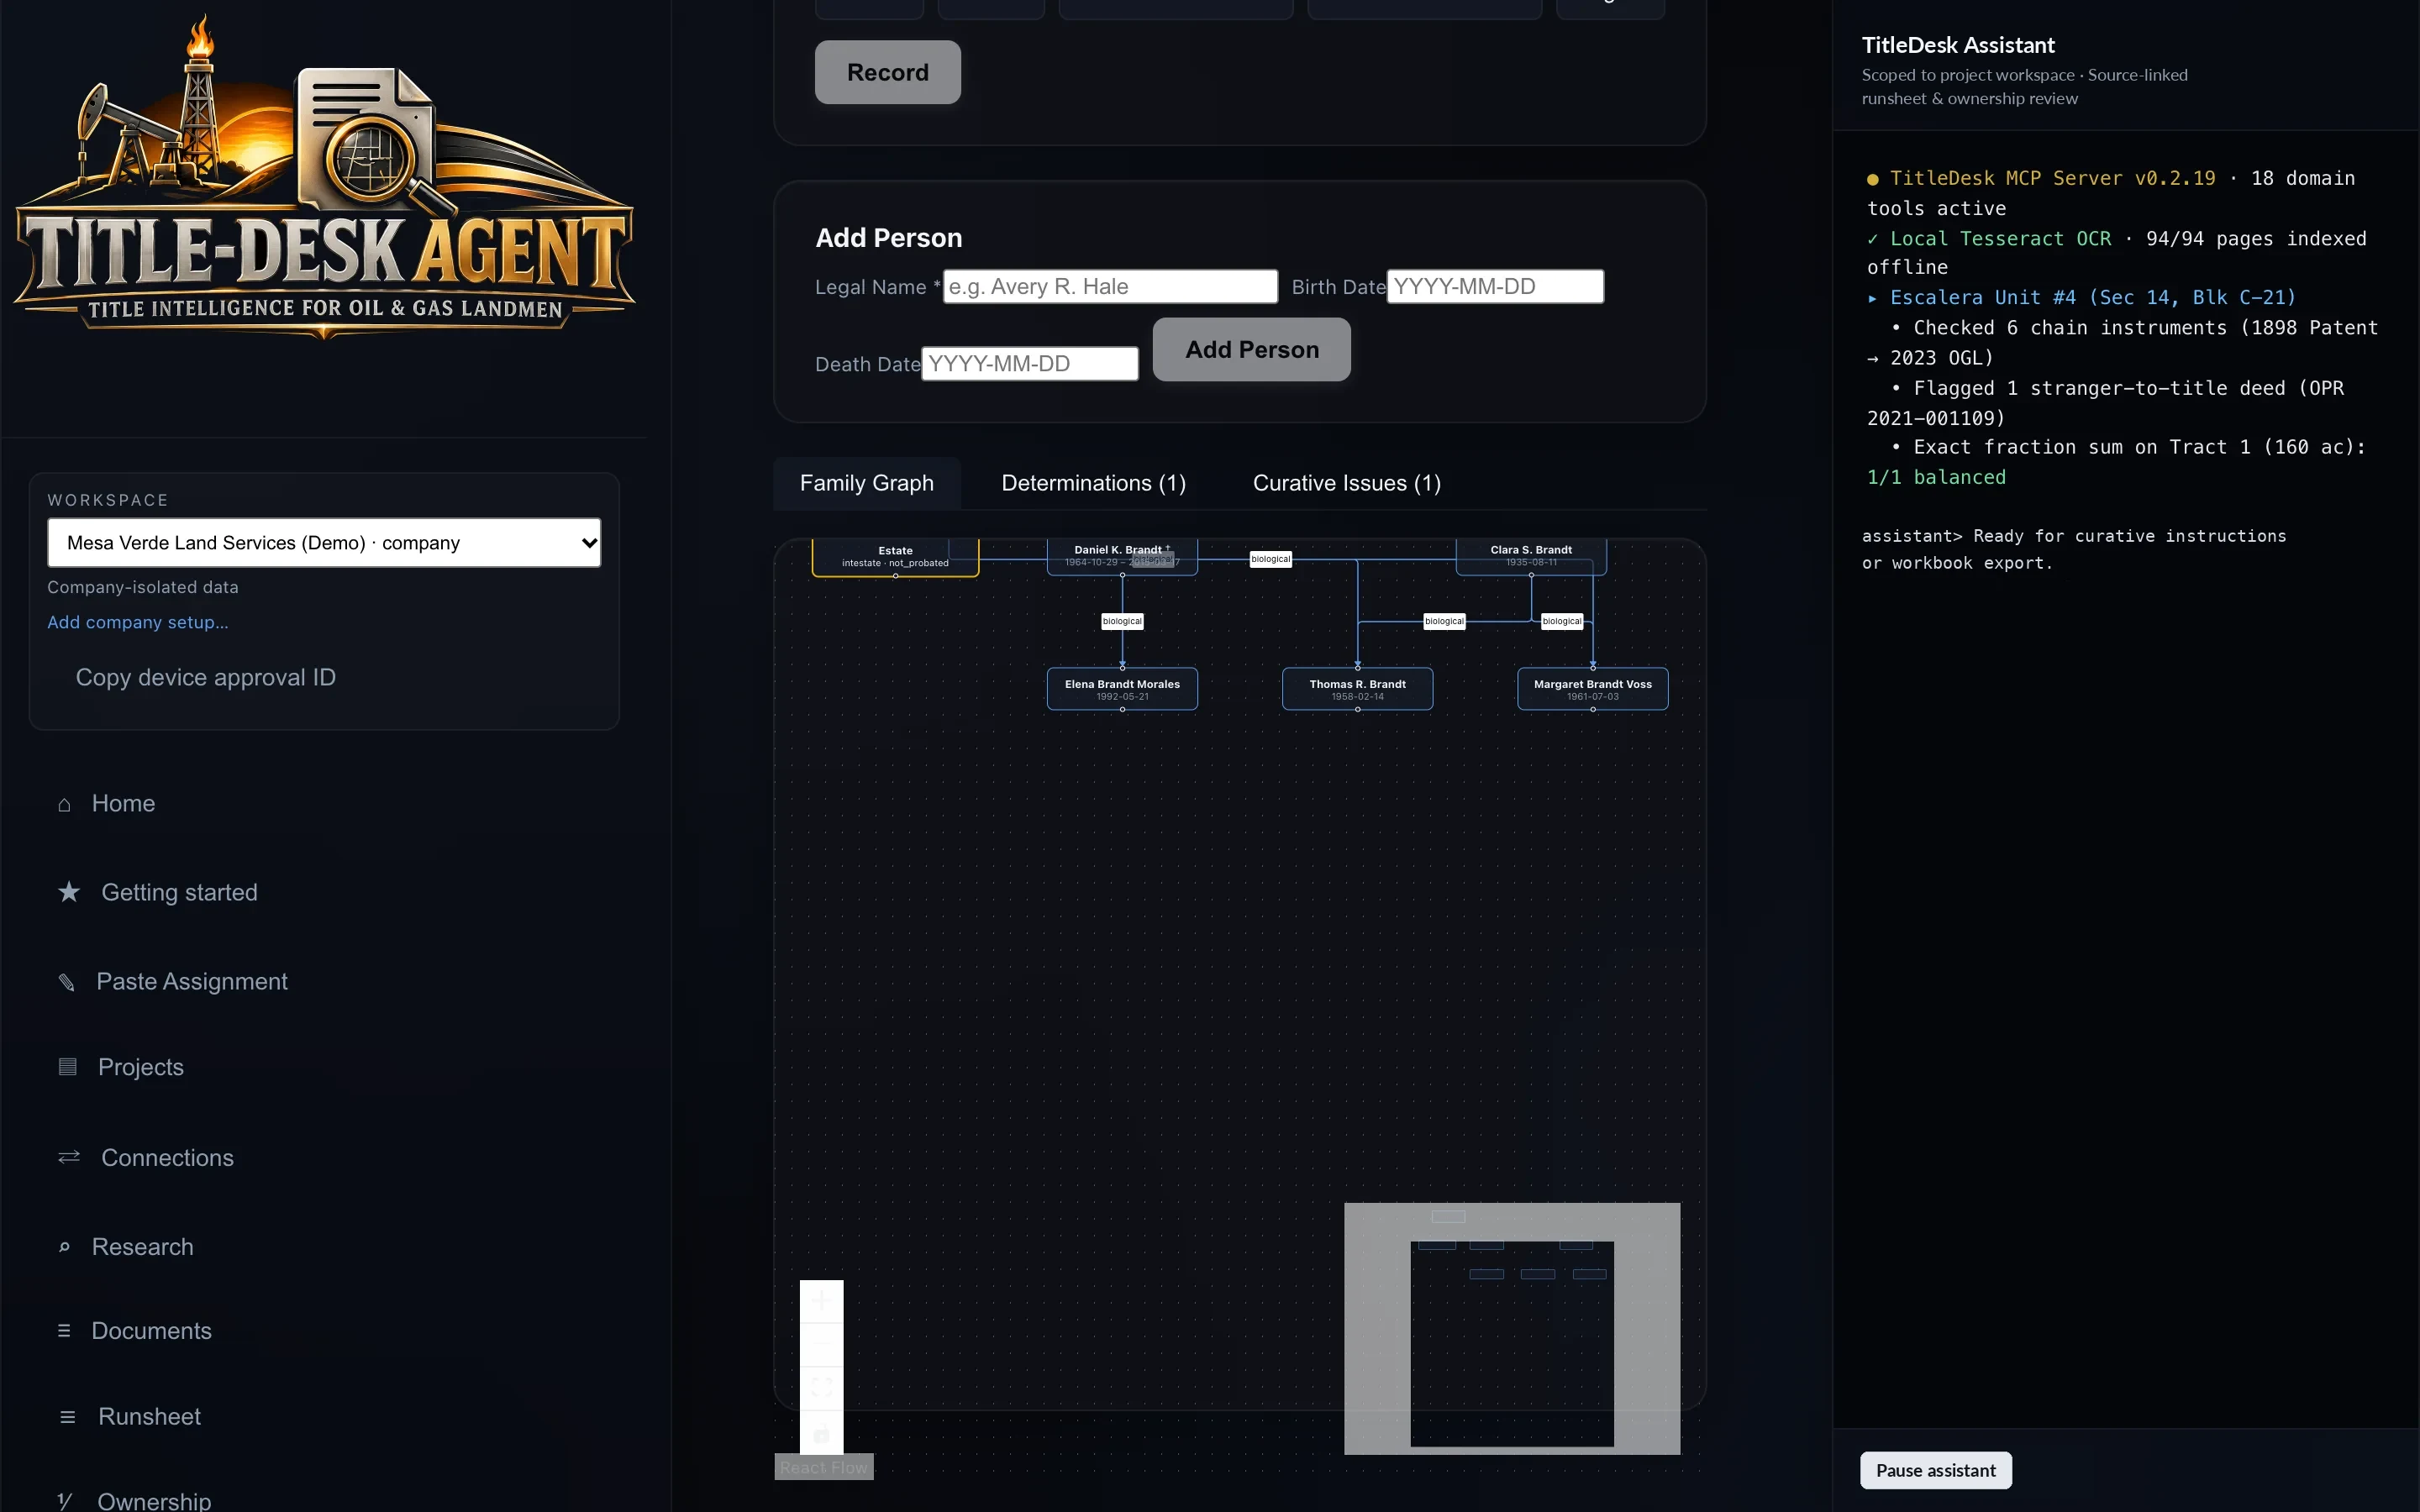 TITLE-DESK AGENT
TITLE INTELLIGENCE FOR OIL & GAS LANDMEN
WORKSPACE
Mesa Verde Land Services (Demo) · company
Company-isolated data
Add company setup...
Copy device approval ID
⌂ Home
★ Getting started
✎ Paste Assignment
▤ Projects
⇄ Connections
⌕ Research
☰ Documents
≡ Runsheet
⅟ Ownership
Record
Add Person
Legal Name * e.g. Avery R. Hale Birth Date YYYY-MM-DD
Death Date YYYY-MM-DD Add Person
Family Graph Determinations (1) Curative Issues (1)
Estate
intestate · not_probated
Daniel K. Brandt †
1964-10-29 –
biological
Clara S. Brandt
1935-08-11
biological
biological
biological
Elena Brandt Morales
1992-05-21
Thomas R. Brandt
1958-02-14
Margaret Brandt Voss
1961-07-03
React Flow
TitleDesk Assistant
Scoped to project workspace · Source-linked
runsheet & ownership review
● TitleDesk MCP Server v0.2.19 · 18 domain
tools active
✓ Local Tesseract OCR · 94/94 pages indexed
offline
▸ Escalera Unit #4 (Sec 14, Blk C-21)
• Checked 6 chain instruments (1898 Patent
→ 2023 OGL)
• Flagged 1 stranger-to-title deed (OPR
2021-001109)
• Exact fraction sum on Tract 1 (160 ac):
1/1 balanced
assistant> Ready for curative instructions
or workbook export.
Pause assistant